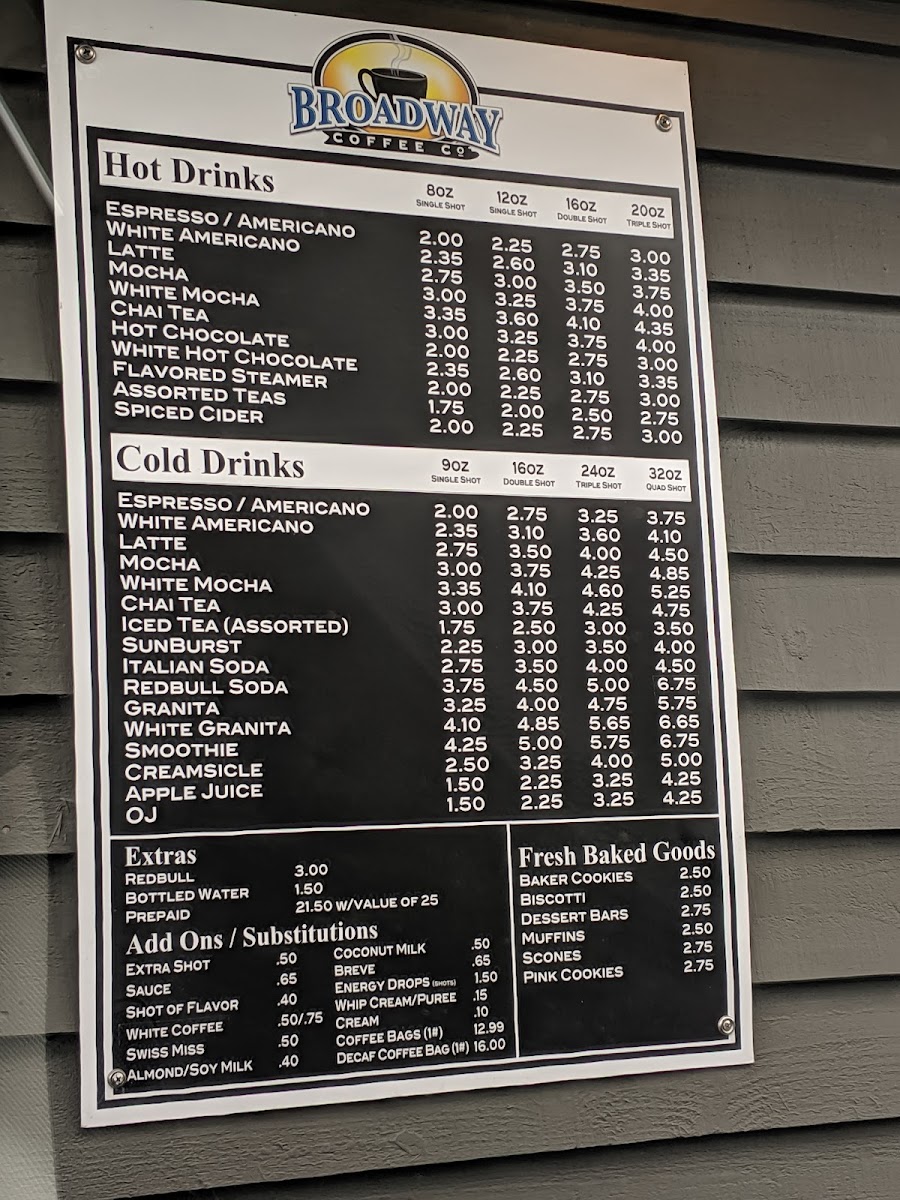 BROADWAY
COFFEE CO
Hot Drinks 8oz 12oz 16oz 20oz
Single Shot Single Shot Double Shot Triple Shot
Espresso / Americano 2.00 2.25 2.75 3.00
White Americano 2.35 2.60 3.10 3.35
Latte 2.75 3.00 3.50 3.75
Mocha 3.00 3.25 3.75 4.00
White Mocha 3.35 3.60 4.10 4.35
Chai Tea 3.00 3.25 3.75 4.00
Hot Chocolate 2.00 2.25 2.75 3.00
White Hot Chocolate 2.35 2.60 3.10 3.35
Flavored Steamer 2.00 2.25 2.75 3.00
Assorted Teas 1.75 2.00 2.50 2.75
Spiced Cider 2.00 2.25 2.75 3.00
Cold Drinks 9oz 16oz 24oz 32oz
Single Shot Double Shot Triple Shot Quad Shot
Espresso / Americano 2.00 2.75 3.25 3.75
White Americano 2.35 3.10 3.60 4.10
Latte 2.75 3.50 4.00 4.50
Mocha 3.00 3.75 4.25 4.85
White Mocha 3.35 4.10 4.60 5.25
Chai Tea 3.00 3.75 4.25 4.75
Iced Tea (Assorted) 1.75 2.50 3.00 3.50
SunBurst 2.25 3.00 3.50 4.00
Italian Soda 2.75 3.50 4.00 4.50
Redbull Soda 3.75 4.50 5.00 6.75
Granita 3.25 4.00 4.75 5.75
White Granita 4.10 4.85 5.65 6.65
Smoothie 4.25 5.00 5.75 6.75
Creamsicle 2.50 3.25 4.00 5.00
Apple Juice 1.50 2.25 3.25 4.25
OJ 1.50 2.25 3.25 4.25
Extras
Redbull 3.00
Bottled Water 1.50
Prepaid 21.50 w/value of 25
Add Ons / Substitutions
Extra Shot .50
Sauce .65
Shot of Flavor .40
White Coffee .50/.75
Swiss Miss .50
Almond/Soy Milk .40
Coconut Milk .50
Breve .65
Energy Drops (shots) 1.50
Whip Cream/Puree .15
Cream .10
Coffee Bags (1#) 12.99
Decaf Coffee Bag (1#) 16.00
Fresh Baked Goods
Baker Cookies 2.50
Biscotti 2.50
Dessert Bars 2.75
Muffins 2.50
Scones 2.75
Pink Cookies 2.75